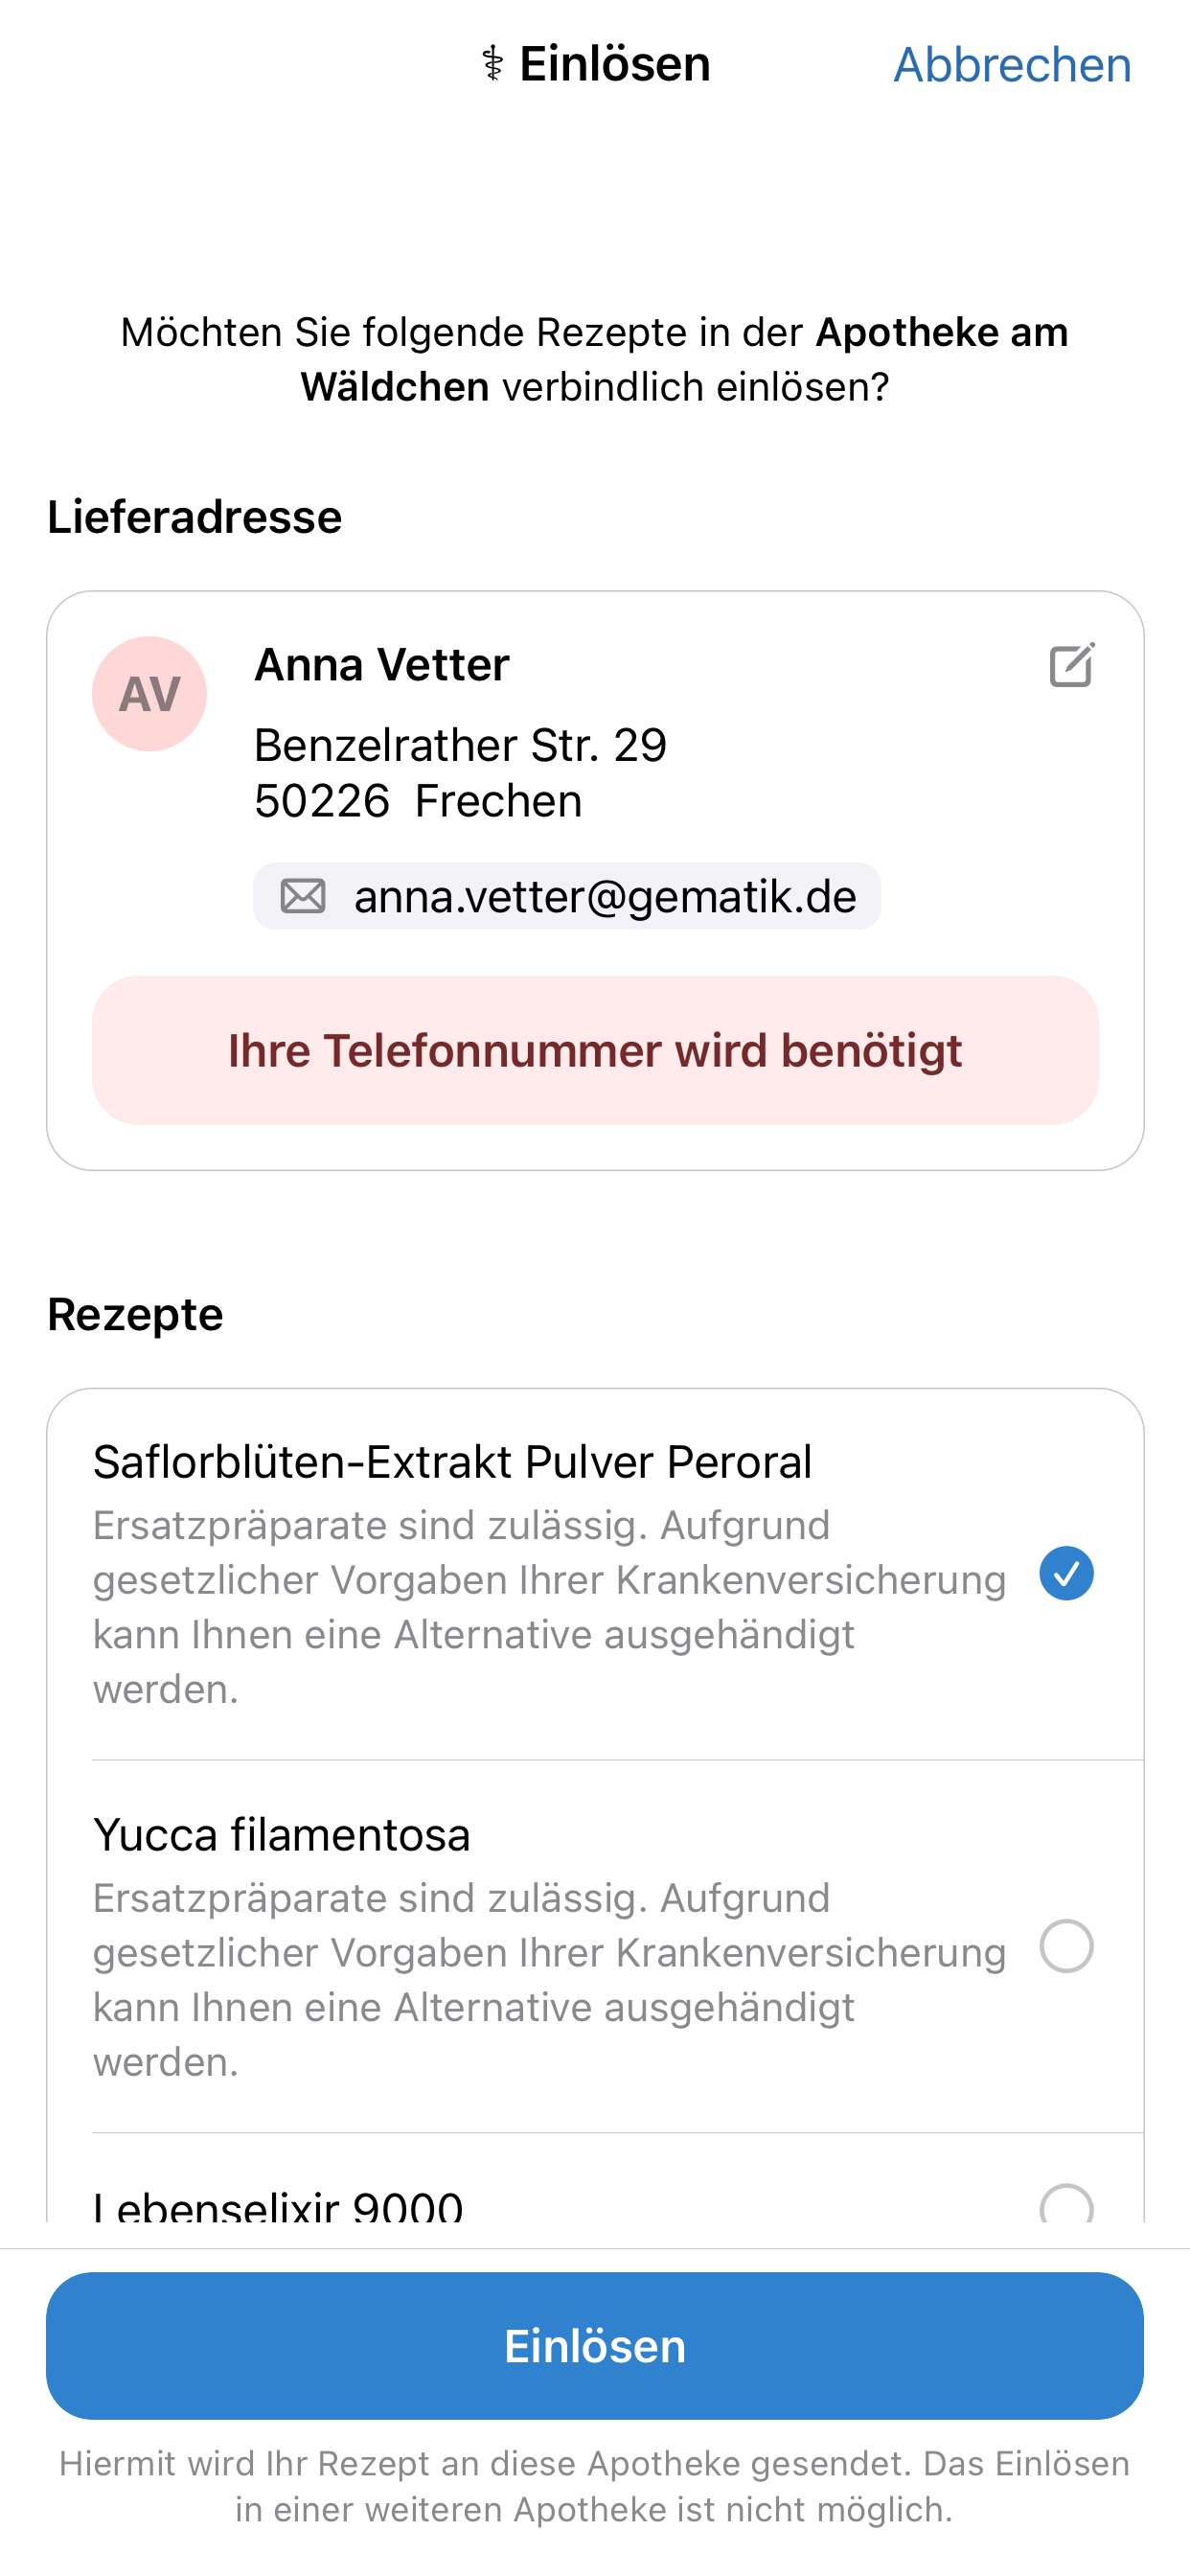 ⚕ Einlösen
Abbrechen
Möchten Sie folgende Rezepte in der Apotheke am
Wäldchen verbindlich einlösen?
Lieferadresse
AV
Anna Vetter
Benzelrather Str. 29
50226 Frechen
anna.vetter@gematik.de
Ihre Telefonnummer wird benötigt
Rezepte
Saflorblüten-Extrakt Pulver Peroral
Ersatzpräparate sind zulässig. Aufgrund
gesetzlicher Vorgaben Ihrer Krankenversicherung
kann Ihnen eine Alternative ausgehändigt
werden.
Yucca filamentosa
Ersatzpräparate sind zulässig. Aufgrund
gesetzlicher Vorgaben Ihrer Krankenversicherung
kann Ihnen eine Alternative ausgehändigt
werden.
Lebenselixir 9000
Einlösen
Hiermit wird Ihr Rezept an diese Apotheke gesendet. Das Einlösen
in einer weiteren Apotheke ist nicht möglich.